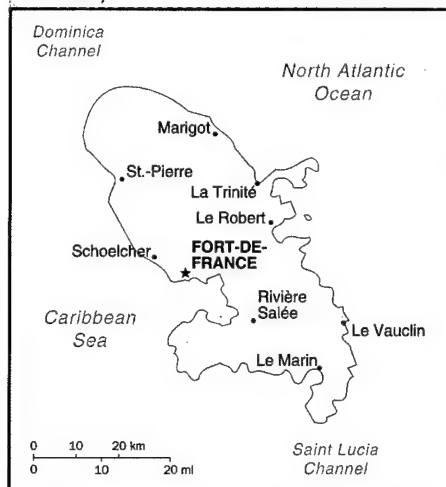 Dominica
Channel
North Atlantic
Ocean
Marigot
St.-Pierre
La Trinité
Le Robert
Schoelcher
FORT-DE-
FRANCE
Rivière
Salée
Caribbean
Sea
Le Vauclin
Le Marin
0 10 20 km
0 10 20 mi
Saint Lucia
Channel